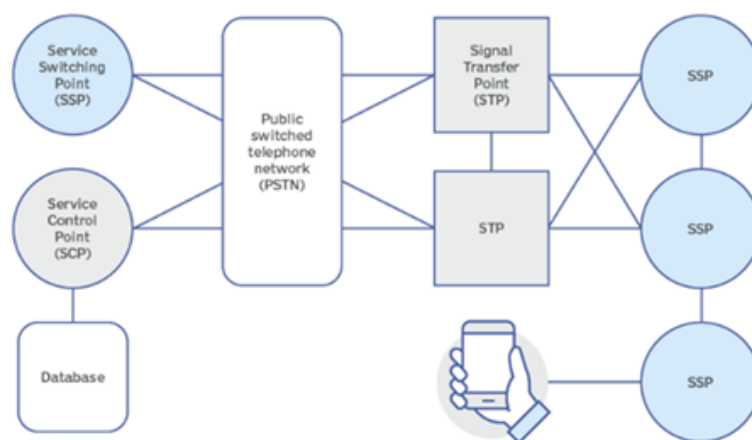 Service
Switching
Point
(SSP)
Public
switched
telephone
network
(PSTN)
Signal
Transfer
Point
(STP)
SSP
Service
Control
Point
(SCP)
STP
SSP
Database
SSP